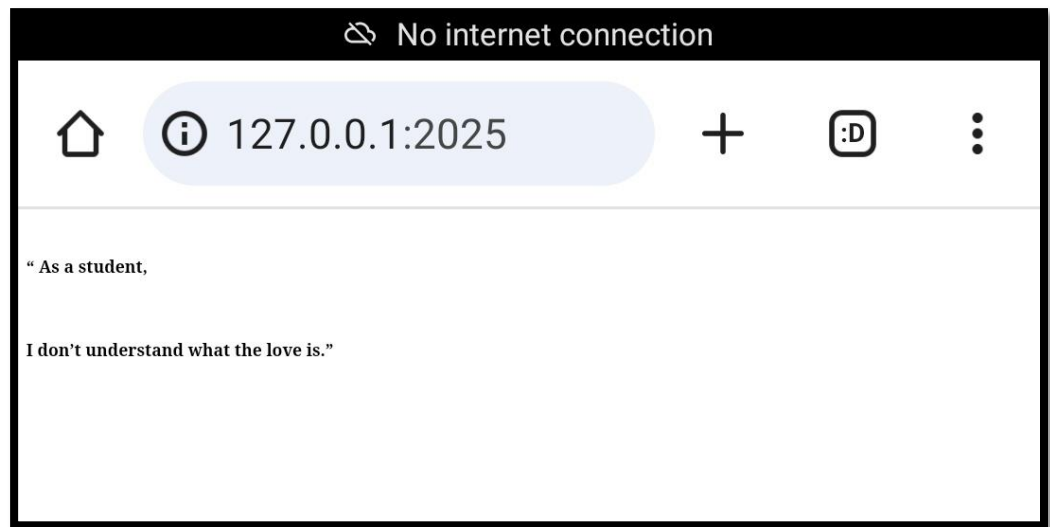 No internet connection
127.0.0.1:2025
:D
“ As a student,
I don’t understand what the love is.”